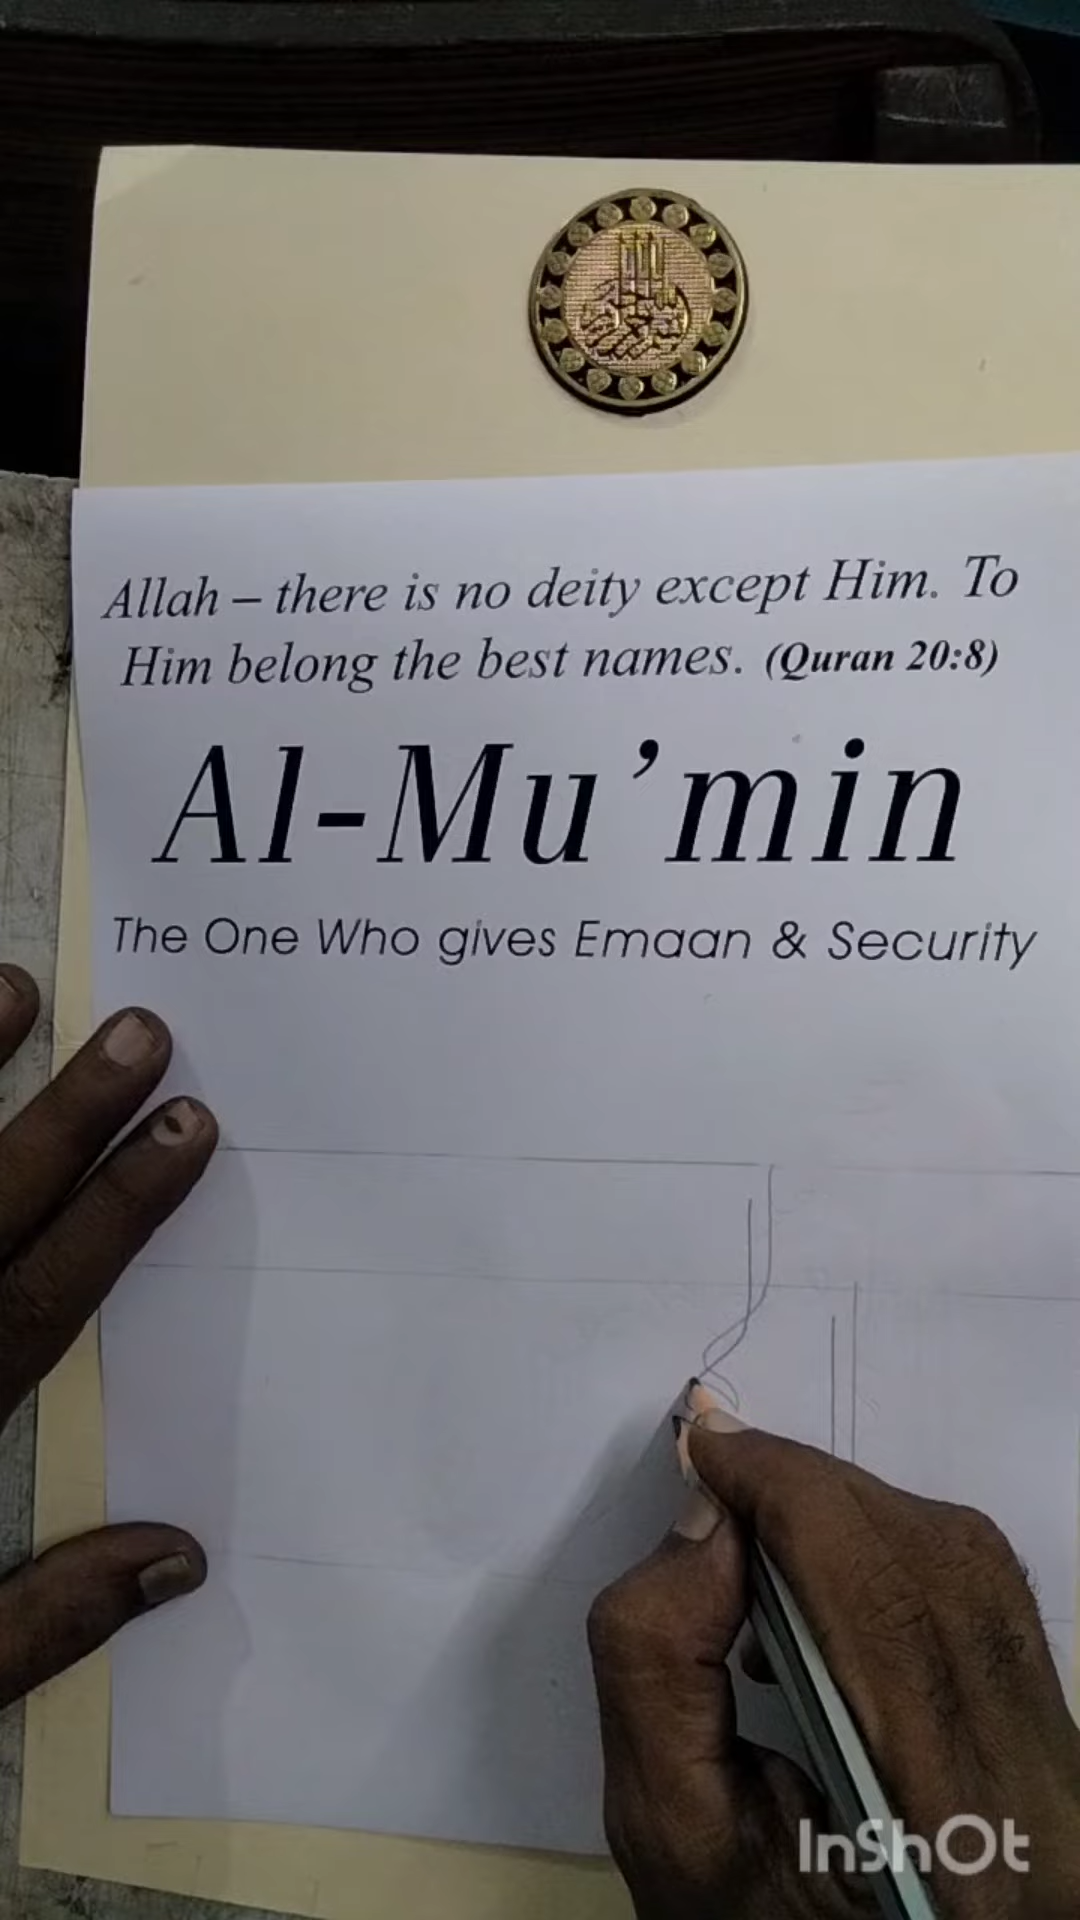 Allah – there is no deity except Him. To
Him belong the best names. (Quran 20:8)
Al-Mu’min
The One Who gives Emaan & Security
InShOt